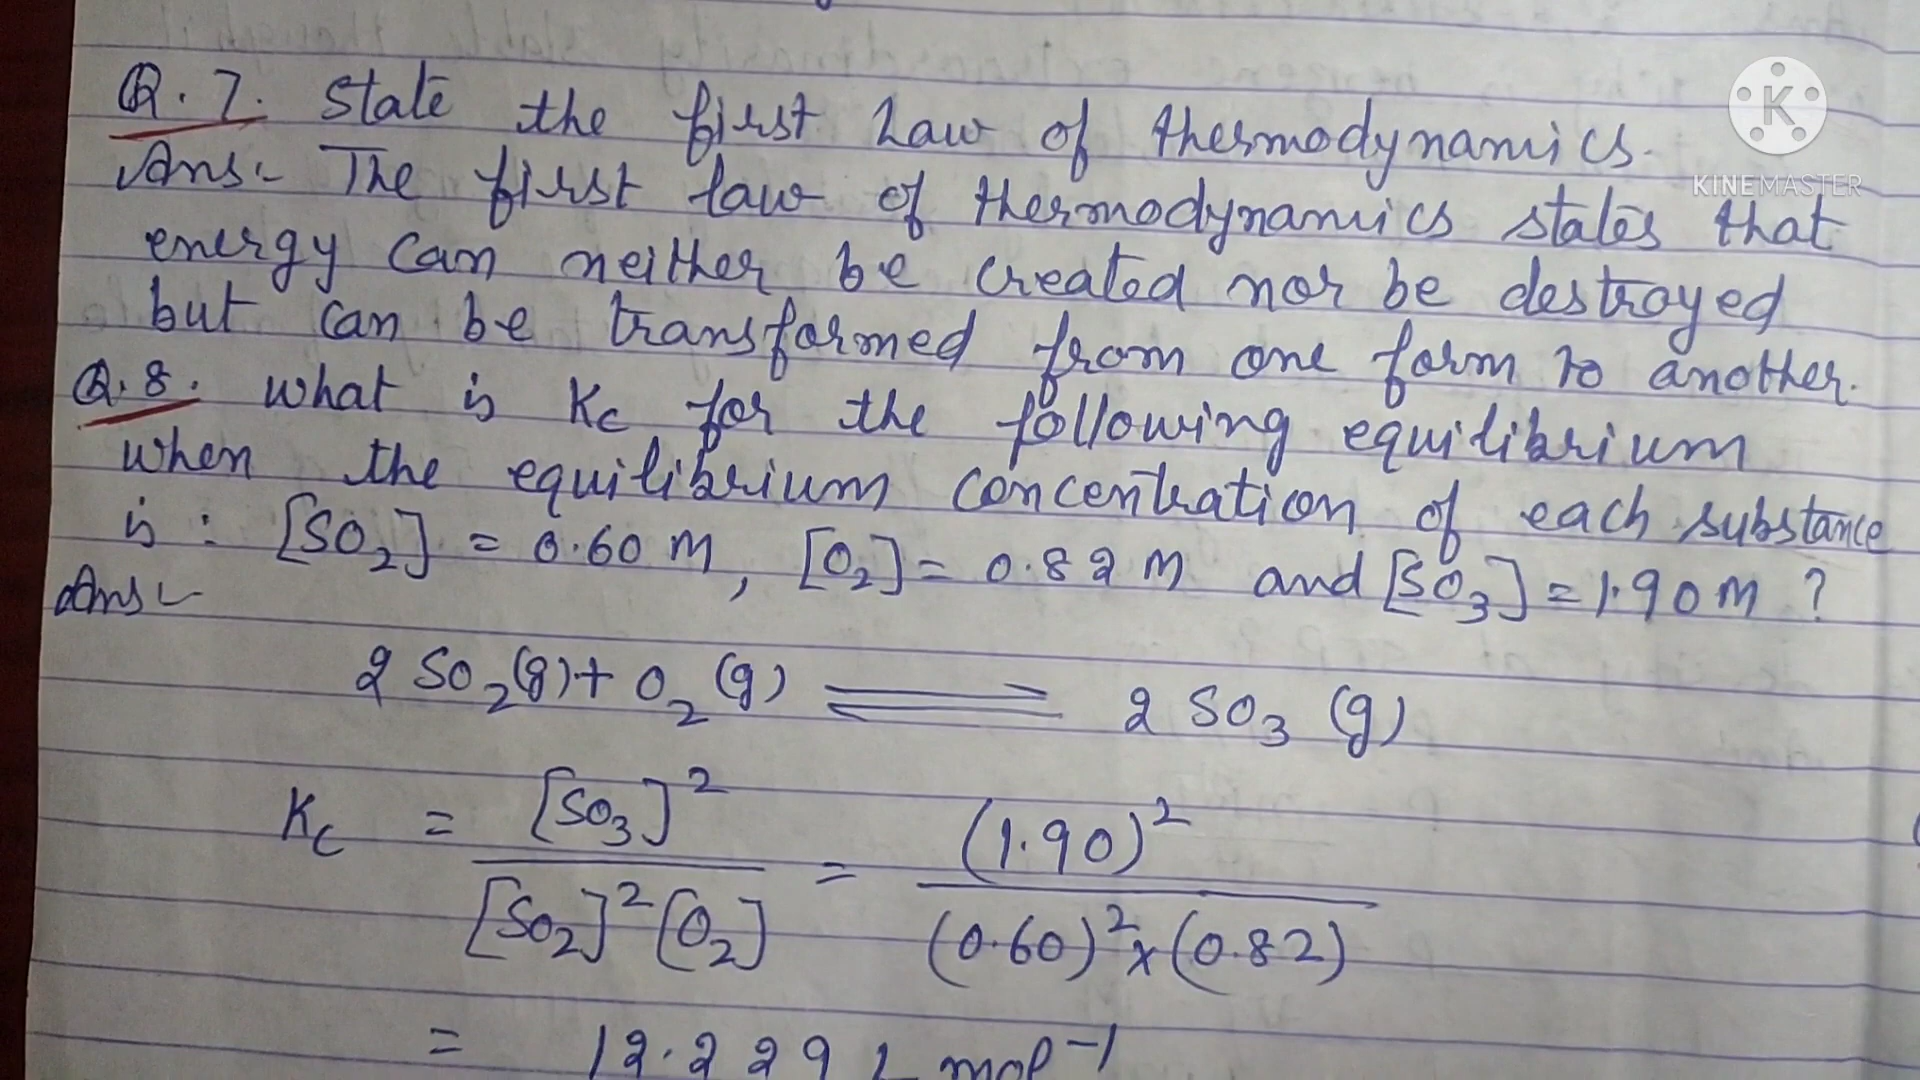 Q.7. State the first Law of thermodynamics.
Ans:- The first law of thermodynamics states that
energy can neither be created nor be destroyed
but can be transformed from one form to another.
Q.8. What is Kc for the following equilibrium
when the equilibrium concentration of each substance
is : [SO2] = 0.60 M, [O2] = 0.82 M and [SO3] = 1.90 M ?
Ans:-
2 SO2 (g) + O2 (g) ⇌ 2 SO3 (g)
Kc = [SO3]² / [SO2]² [O2] = (1.90)² / (0.60)² x (0.82)
= 12.229 L mol⁻¹
K
KINEMASTER